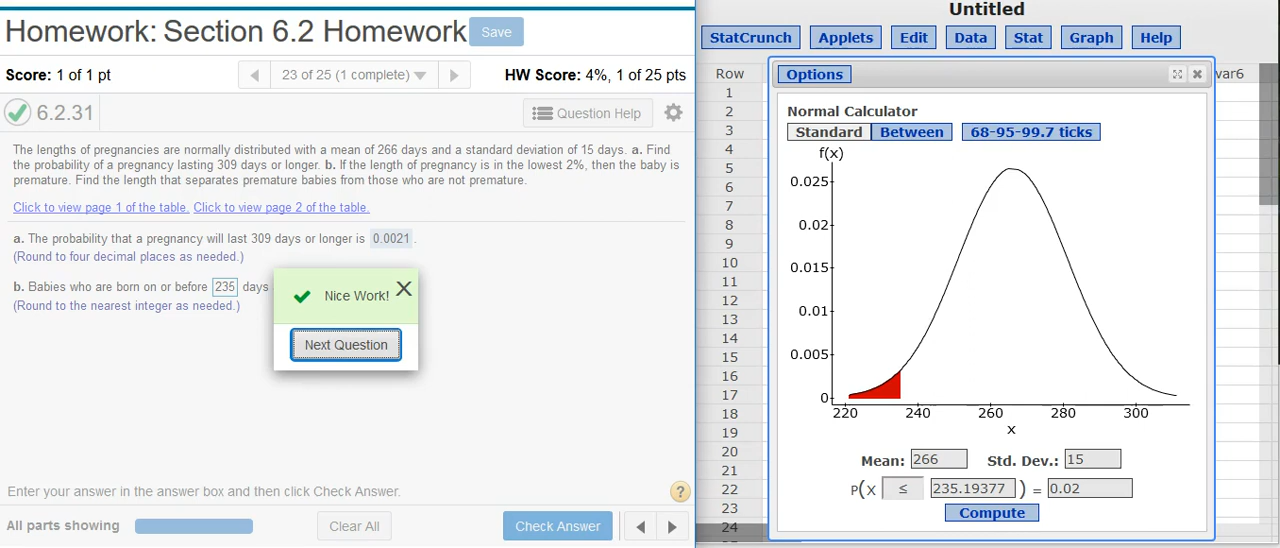 Homework: Section 6.2 Homework
Save
Score: 1 of 1 pt
23 of 25 (1 complete)
HW Score: 4%, 1 of 25 pts
6.2.31
Question Help
The lengths of pregnancies are normally distributed with a mean of 266 days and a standard deviation of 15 days. a. Find
the probability of a pregnancy lasting 309 days or longer. b. If the length of pregnancy is in the lowest 2%, then the baby is
premature. Find the length that separates premature babies from those who are not premature.
Click to view page 1 of the table. Click to view page 2 of the table.
a. The probability that a pregnancy will last 309 days or longer is 0.0021.
(Round to four decimal places as needed.)
b. Babies who are born on or before 235 days
(Round to the nearest integer as needed.)
Nice Work!
Next Question
Enter your answer in the answer box and then click Check Answer.
?
All parts showing
Clear All
Check Answer
Untitled
StatCrunch
Applets
Edit
Data
Stat
Graph
Help
Row
var6
1
2
3
4
5
6
7
8
9
10
11
12
13
14
15
16
17
18
19
20
21
22
23
24
Options
Normal Calculator
Standard
Between
68-95-99.7 ticks
f(x)
0.025
0.02
0.015
0.01
0.005
0
220
240
260
280
300
x
Mean: 266
Std. Dev.: 15
P(X ≤ 235.19377 ) = 0.02
Compute